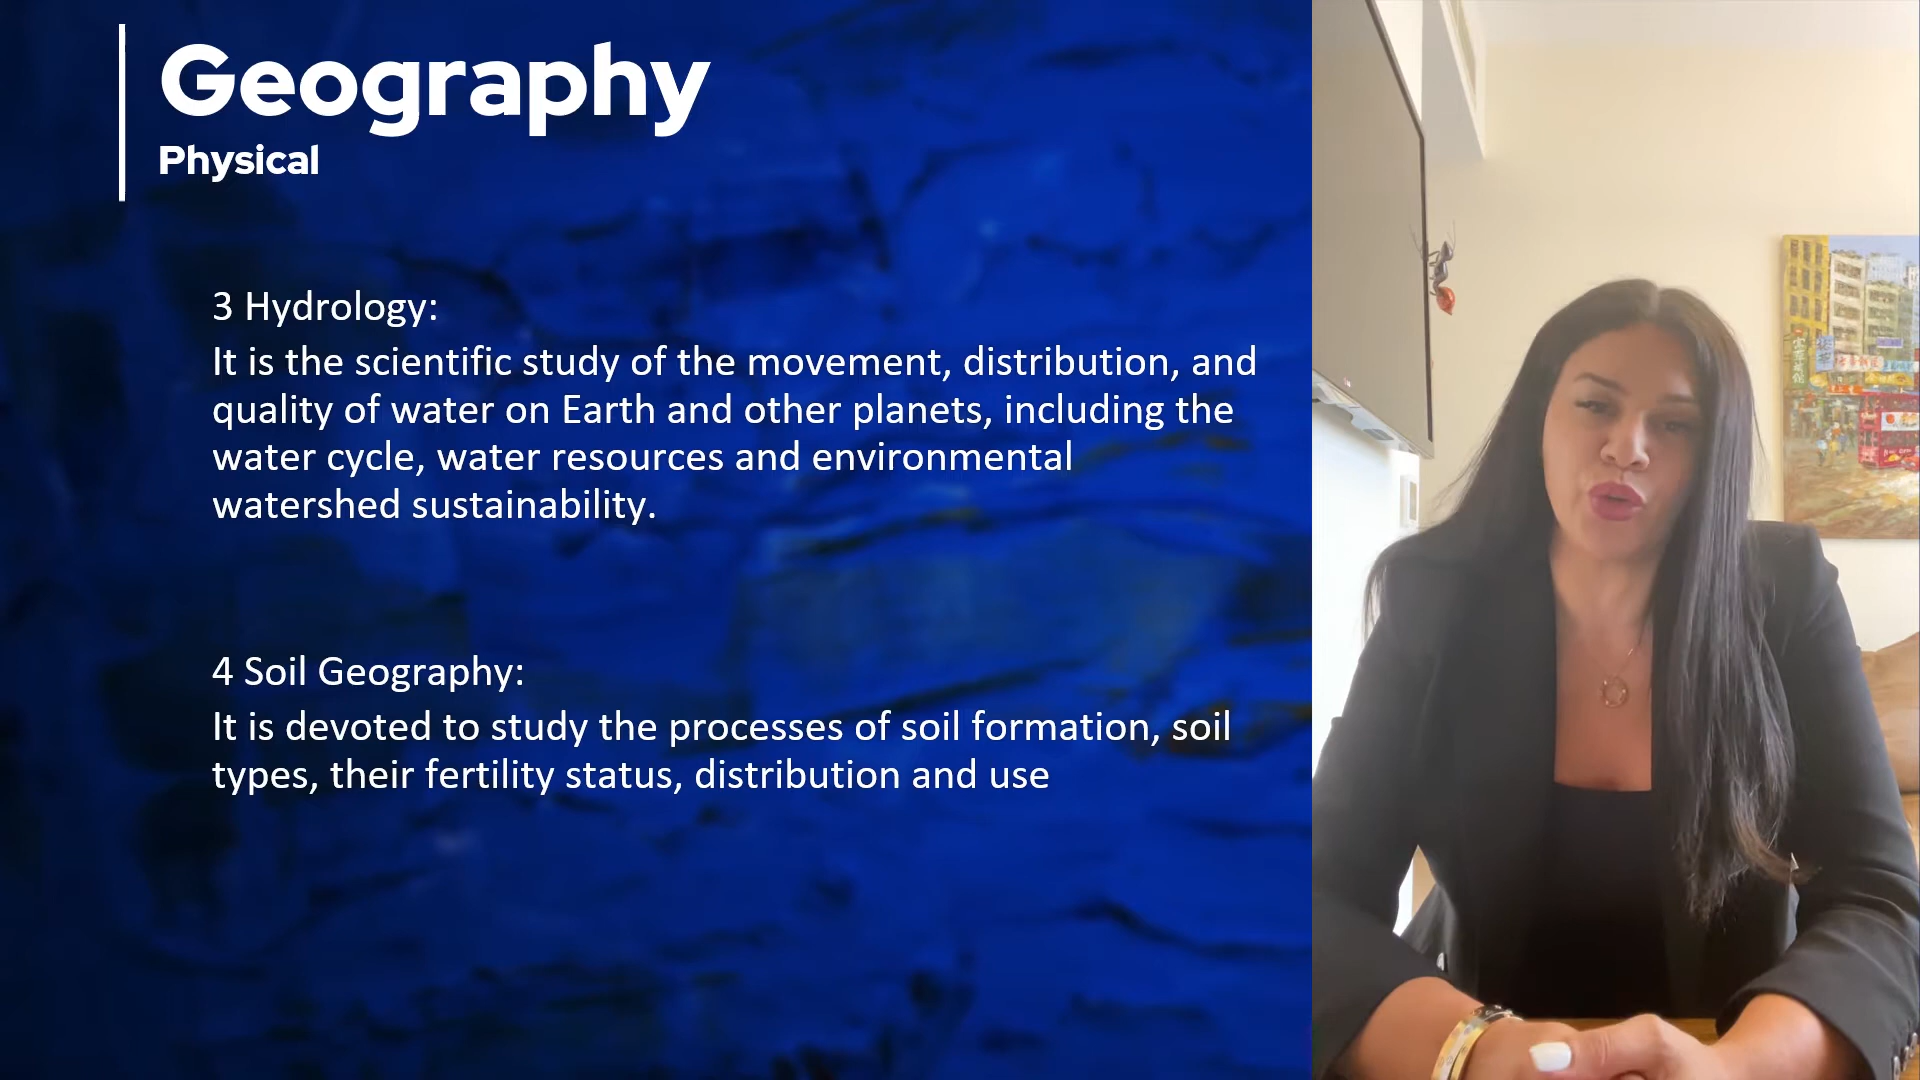 Geography
Physical
3 Hydrology:
It is the scientific study of the movement, distribution, and
quality of water on Earth and other planets, including the
water cycle, water resources and environmental
watershed sustainability.
4 Soil Geography:
It is devoted to study the processes of soil formation, soil
types, their fertility status, distribution and use